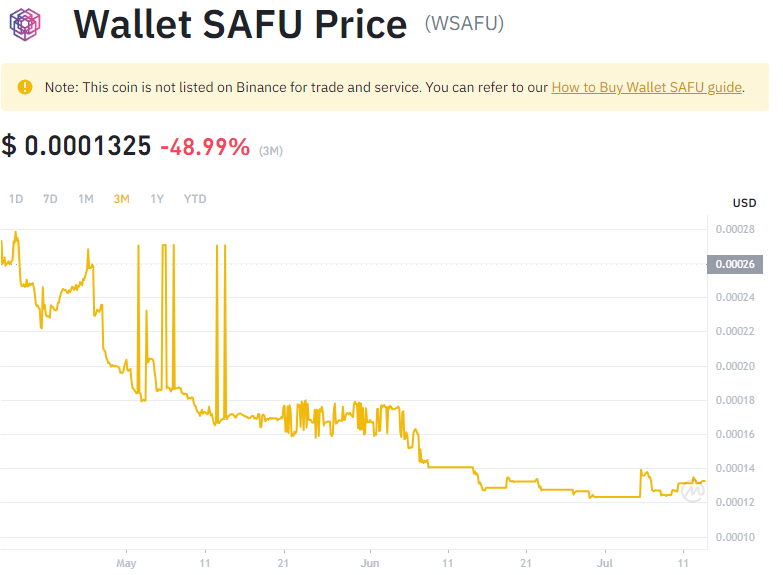 Wallet SAFU Price (WSAFU)
Note: This coin is not listed on Binance for trade and service. You can refer to our How to Buy Wallet SAFU guide.
$ 0.0001325 -48.99% (3M)
1D 7D 1M 3M 1Y YTD
USD
0.00028
0.00026
0.00024
0.00022
0.00020
0.00018
0.00016
0.00014
0.00012
0.00010
May 11 21 Jun 11 21 Jul 11